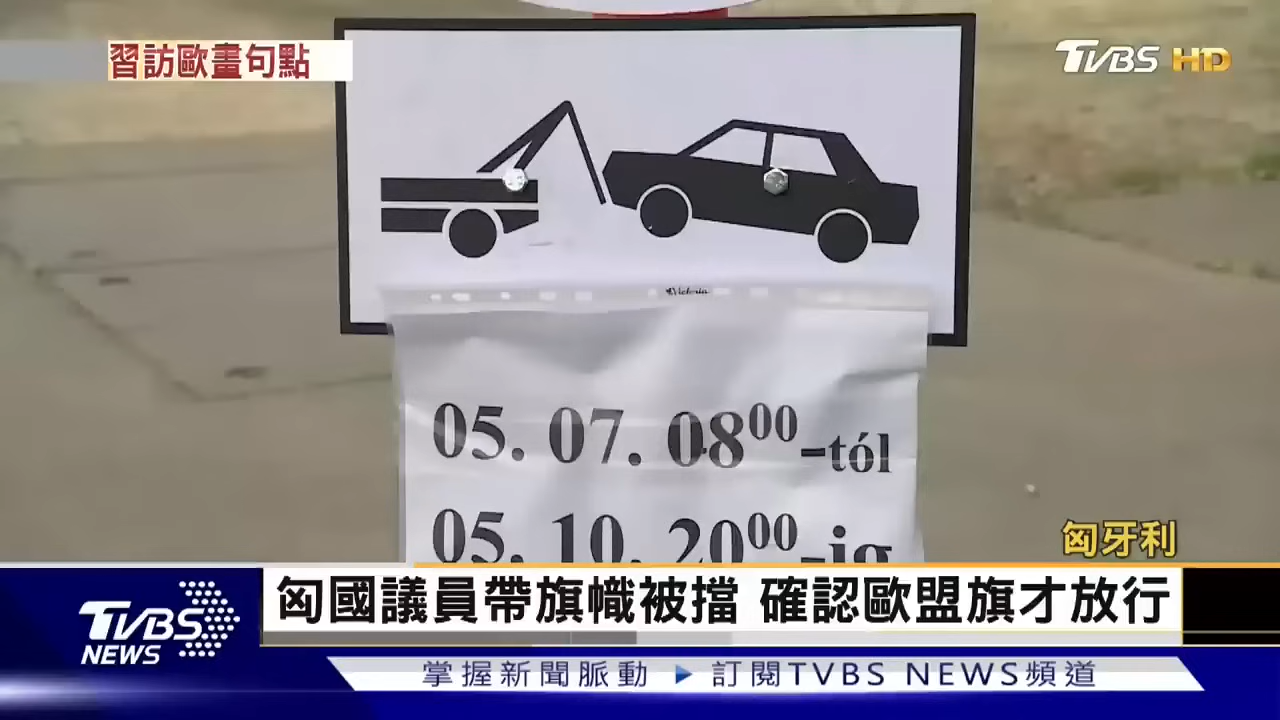 習訪歐畫句點
TVBS HD
Victoria
05. 07. 08⁰⁰-tól
05. 10. 20⁰⁰-ig
匈牙利
匈國議員帶旗幟被擋 確認歐盟旗才放行
TVBS NEWS
掌握新聞脈動 ▶ 訂閱TVBS NEWS頻道